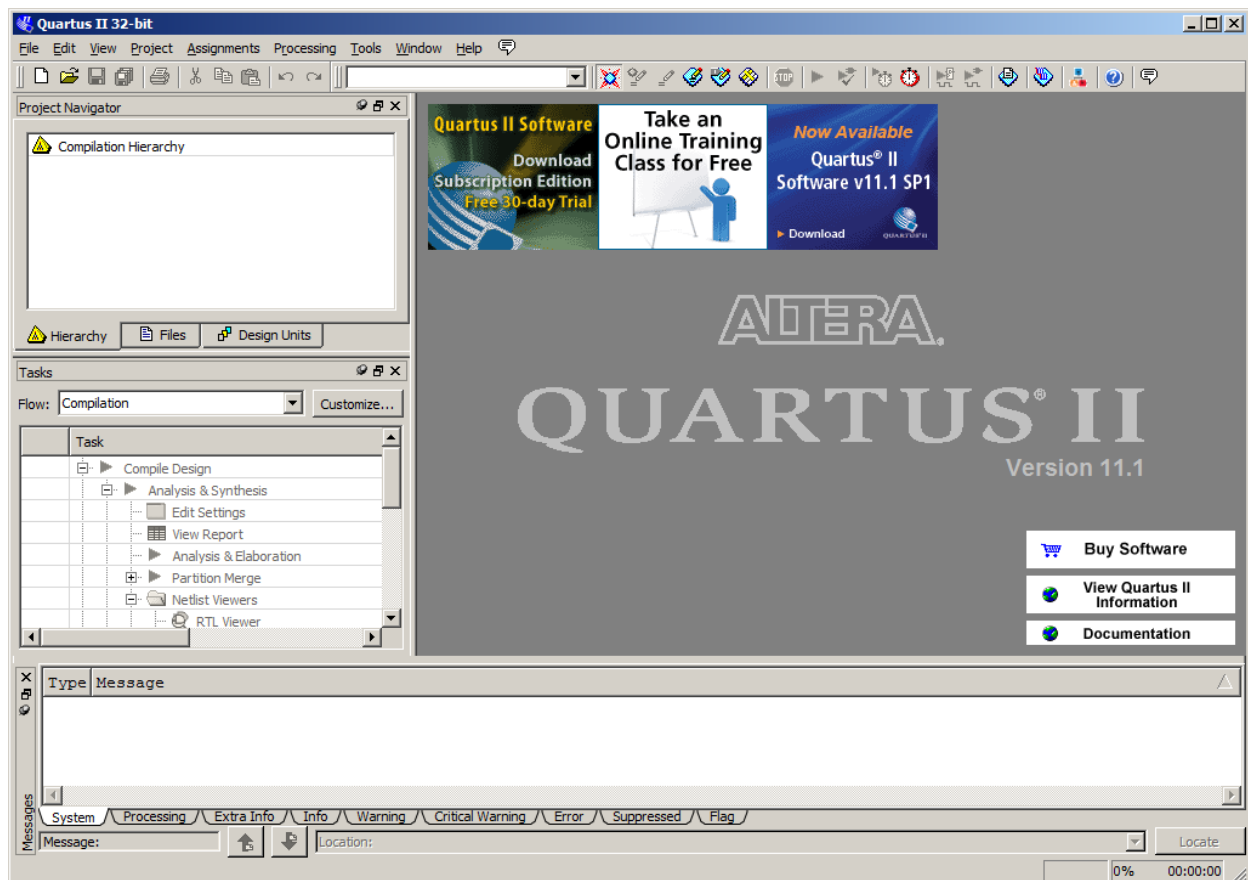 Quartus II 32-bit
File Edit View Project Assignments Processing Tools Window Help
STOP
Project Navigator
Compilation Hierarchy
Hierarchy Files Design Units
Tasks
Flow: Compilation Customize...
Task
Compile Design
Analysis & Synthesis
Edit Settings
View Report
Analysis & Elaboration
Partition Merge
Netlist Viewers
RTL Viewer
Quartus II Software
Download
Subscription Edition
Free 30-day Trial
Take an
Online Training
Class for Free
Now Available
Quartus® II
Software v11.1 SP1
Download
QUARTUS II
ALTERA®
QUARTUS® II
Version 11.1
Buy Software
View Quartus II
Information
Documentation
Type Message
Messages
System Processing Extra Info Info Warning Critical Warning Error Suppressed Flag
Message: Location: Locate
0% 00:00:00